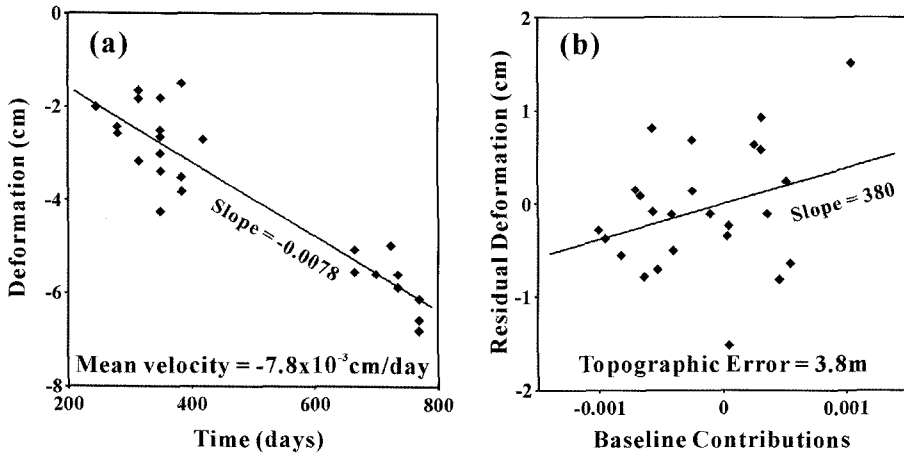 (a)
0
-2
-4
-6
-8
Deformation (cm)
Slope = -0.0078
Mean velocity = -7.8x10⁻³cm/day
200
400
600
800
Time (days)
(b)
2
1
0
-1
-2
Residual Deformation (cm)
Slope = 380
Topographic Error = 3.8m
-0.001
0
0.001
Baseline Contributions